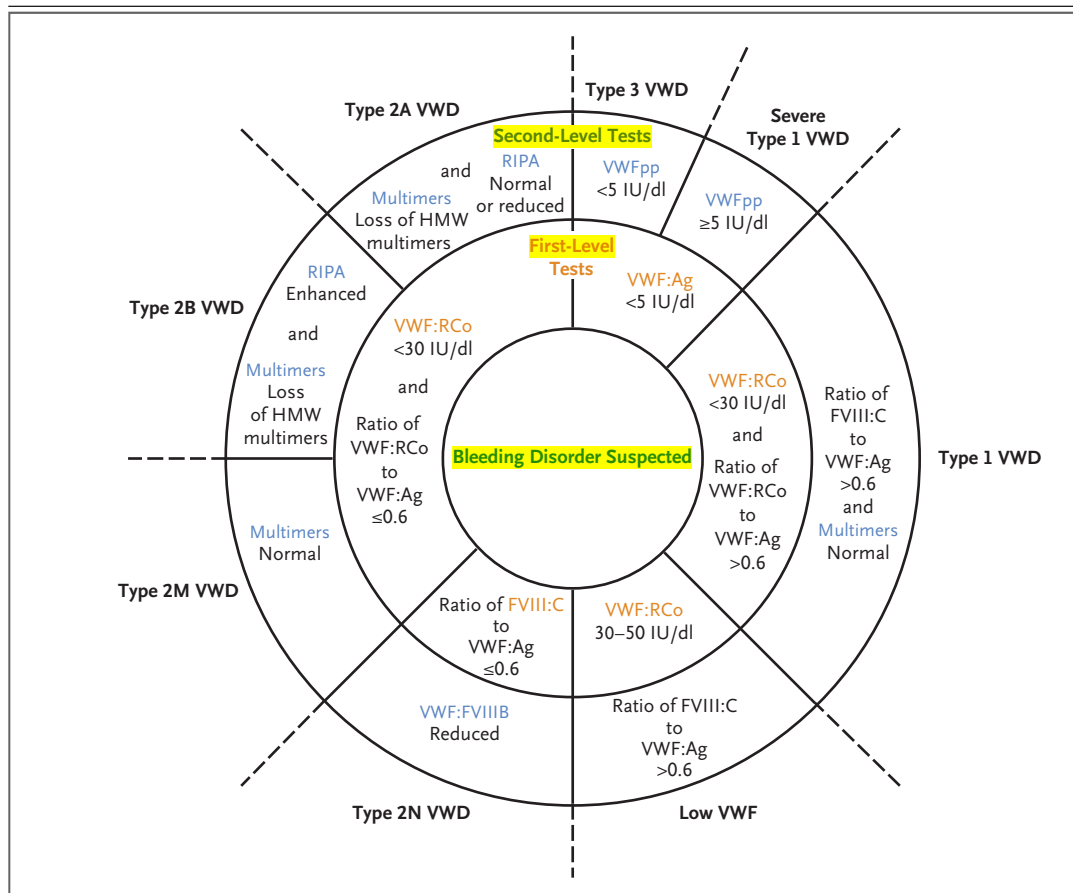 Type 3 VWD
Type 2A VWD
Severe
Type 1 VWD
Second-Level Tests
and
RIPA
Normal
or reduced
Multimers
Loss of HMW
multimers
VWFpp
<5 IU/dl
VWFpp
≥5 IU/dl
First-Level
Tests
VWF:Ag
<5 IU/dl
Type 2B VWD
RIPA
Enhanced
and
Multimers
Loss
of HMW
multimers
VWF:RCo
<30 IU/dl
and
Ratio of
VWF:RCo
to
VWF:Ag
≤0.6
Bleeding Disorder Suspected
VWF:RCo
<30 IU/dl
and
Ratio of
VWF:RCo
to
VWF:Ag
>0.6
Ratio of
FVIII:C
to
VWF:Ag
>0.6
and
Multimers
Normal
Type 1 VWD
Multimers
Normal
Type 2M VWD
Ratio of FVIII:C
to
VWF:Ag
≤0.6
VWF:RCo
30–50 IU/dl
VWF:FVIIIB
Reduced
Ratio of FVIII:C
to
VWF:Ag
>0.6
Type 2N VWD
Low VWF